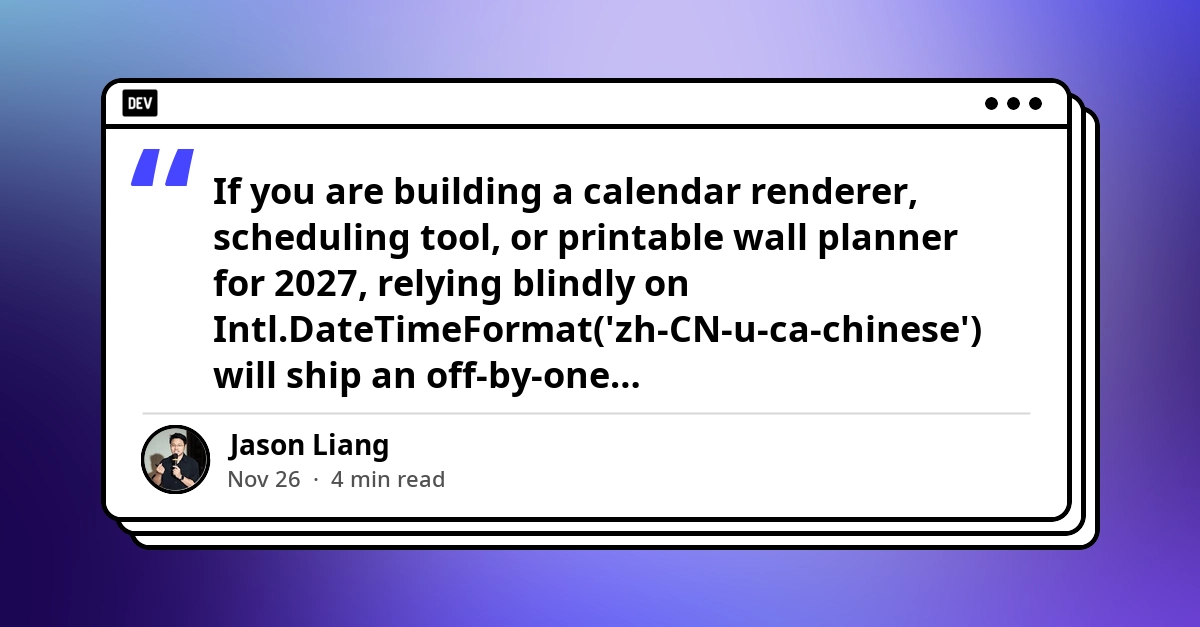 DEV
“
If you are building a calendar renderer,
scheduling tool, or printable wall planner
for 2027, relying blindly on
Intl.DateTimeFormat('zh-CN-u-ca-chinese')
will ship an off-by-one...
Jason Liang
Nov 26 · 4 min read